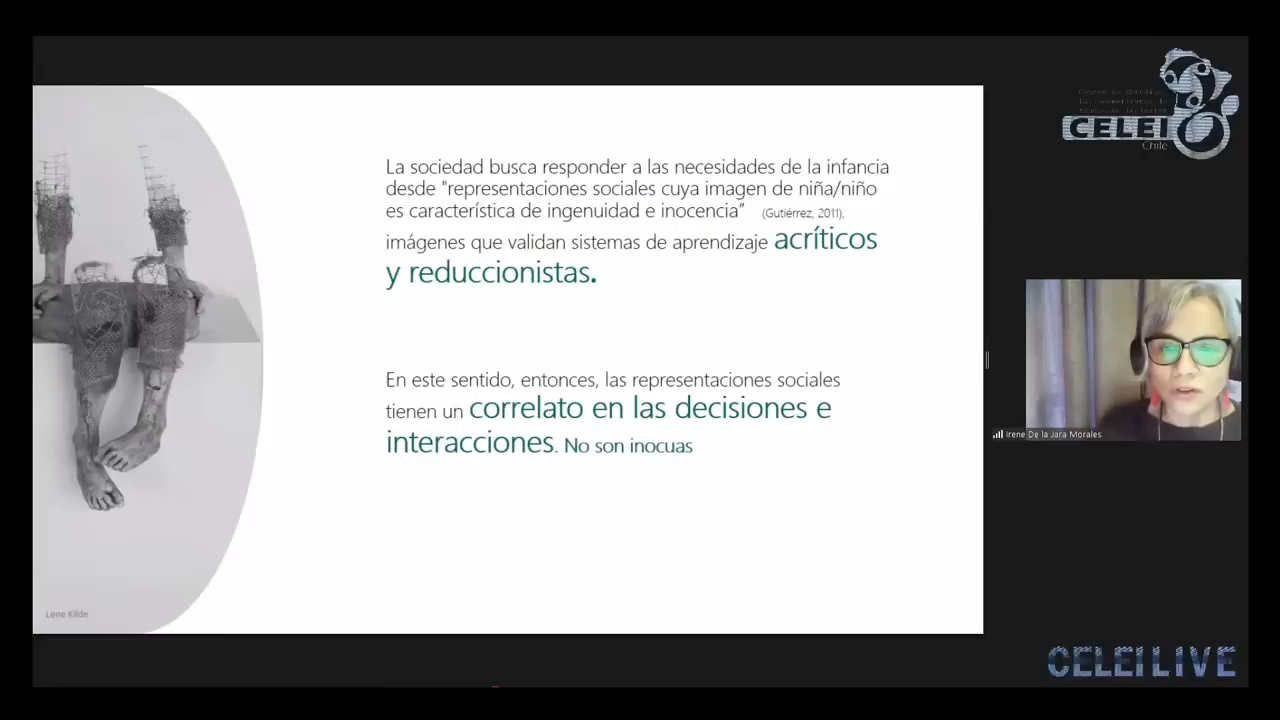 La sociedad busca responder a las necesidades de la infancia
desde "representaciones sociales cuya imagen de niña/niño
es característica de ingenuidad e inocencia” (Gutiérrez, 2011),
imágenes que validan sistemas de aprendizaje acríticos
y reduccionistas.
En este sentido, entonces, las representaciones sociales
tienen un correlato en las decisiones e
interacciones. No son inocuas
Lene Kilde
CELEI
Chile
Irene De la Jara Morales
CELEI LIVE